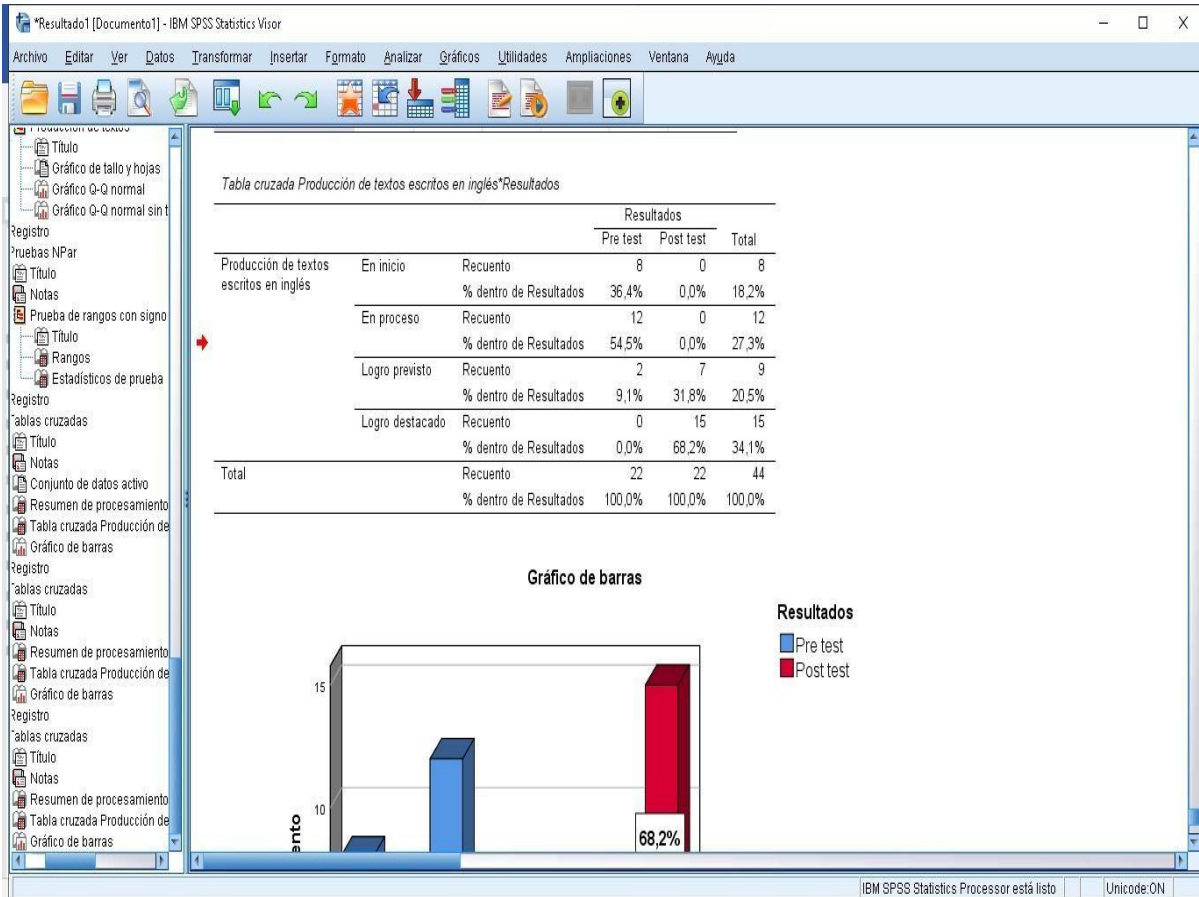 *Resultado1 [Documento1] - IBM SPSS Statistics Visor
Archivo Editar Ver Datos Transformar Insertar Formato Analizar Gráficos Utilidades Ampliaciones Ventana Ayuda
Producción de textos
Título
Gráfico de tallo y hojas
Gráfico Q-Q normal
Gráfico Q-Q normal sin t
Registro
Pruebas NPar
Título
Notas
Prueba de rangos con signo
Título
Rangos
Estadísticos de prueba
Registro
Tablas cruzadas
Título
Notas
Conjunto de datos activo
Resumen de procesamiento
Tabla cruzada Producción de
Gráfico de barras
Registro
Tablas cruzadas
Título
Notas
Resumen de procesamiento
Tabla cruzada Producción de
Gráfico de barras
Registro
Tablas cruzadas
Título
Notas
Resumen de procesamiento
Tabla cruzada Producción de
Gráfico de barras
Tabla cruzada Producción de textos escritos en inglés*Resultados
Resultados
Pre test Post test Total
Producción de textos escritos en inglés En inicio Recuento 8 0 8
% dentro de Resultados 36,4% 0,0% 18,2%
En proceso Recuento 12 0 12
% dentro de Resultados 54,5% 0,0% 27,3%
Logro previsto Recuento 2 7 9
% dentro de Resultados 9,1% 31,8% 20,5%
Logro destacado Recuento 0 15 15
% dentro de Resultados 0,0% 68,2% 34,1%
Total Recuento 22 22 44
% dentro de Resultados 100,0% 100,0% 100,0%
Gráfico de barras
Resultados
Pre test
Post test
15
10
ento
68,2%
IBM SPSS Statistics Processor está listo Unicode:ON